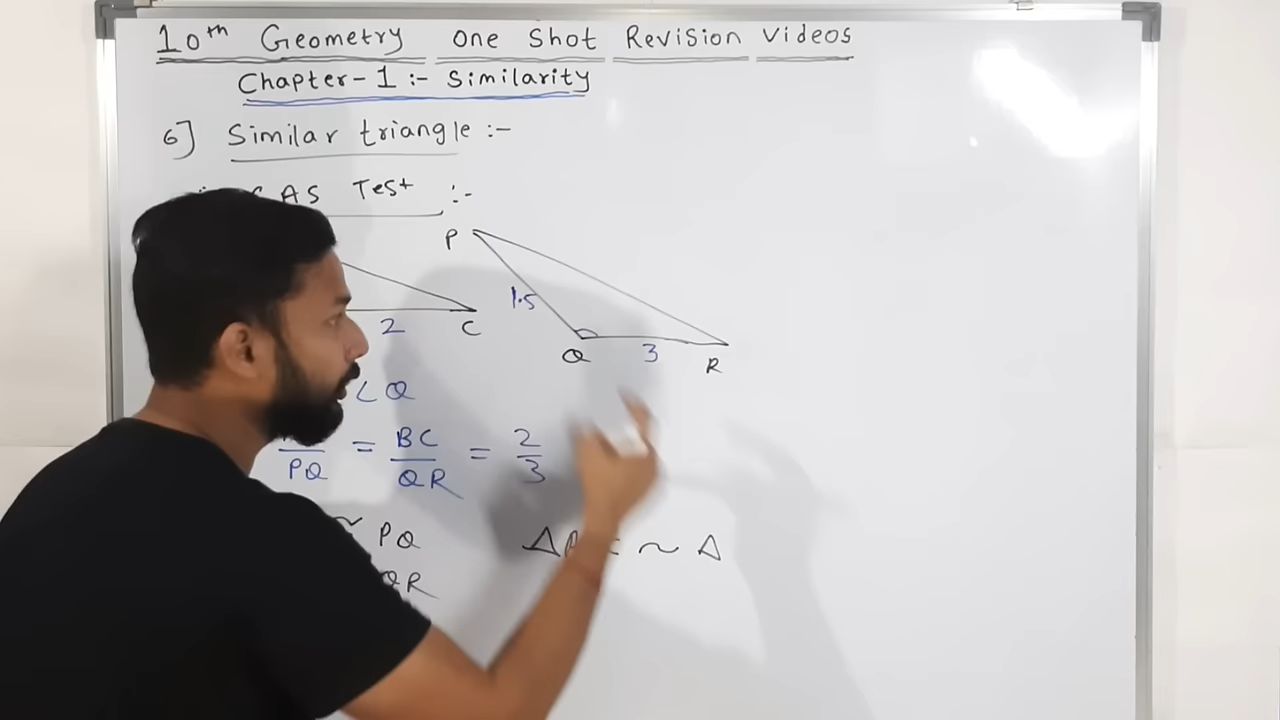 10th Geometry one Shot Revision Videos
Chapter-1 :- Similarity
6] Similar triangle :-
SAS Test :-
P
1.5
2 C
Q 3 R
< Q
PQ = BC / QR = 2 / 3
~ PQ
QR
~ Δ